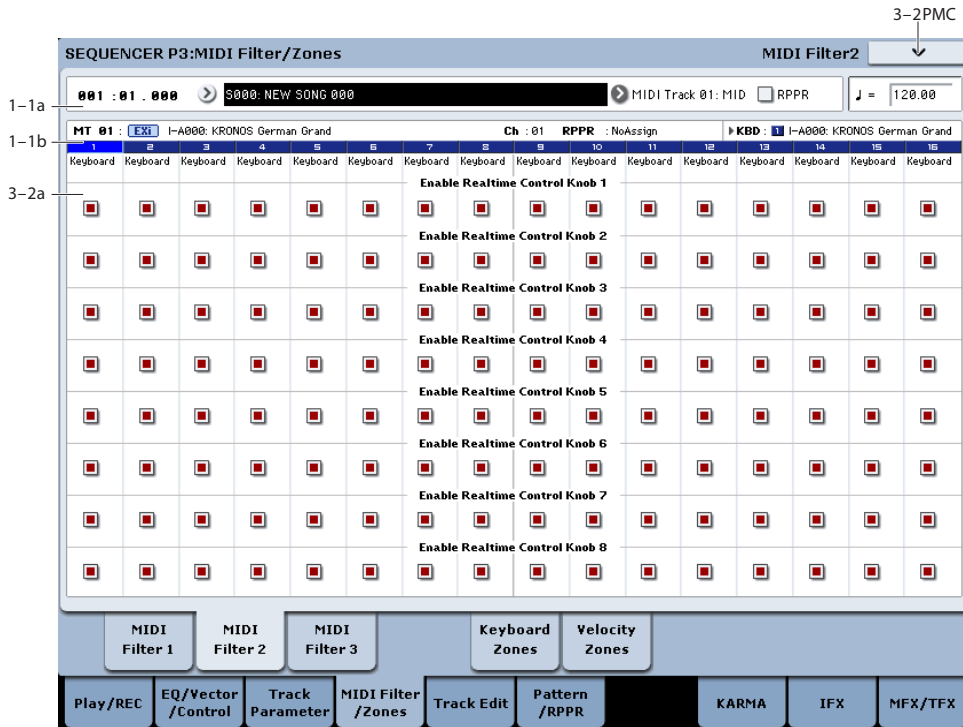 3–2PMC
SEQUENCER P3:MIDI Filter/Zones MIDI Filter2
1–1a
001 :01 . 000 S000: NEW SONG 000 MIDI Track 01: MID RPPR ♩ = 120.00
1–1b
MT 01 : EXi I-A000: KRONOS German Grand Ch : 01 RPPR : NoAssign KBD : 1 I-A000: KRONOS German Grand
1 2 3 4 5 6 7 8 9 10 11 12 13 14 15 16
Keyboard Keyboard Keyboard Keyboard Keyboard Keyboard Keyboard Keyboard Keyboard Keyboard Keyboard Keyboard Keyboard Keyboard Keyboard Keyboard
3–2a
Enable Realtime Control Knob 1
Enable Realtime Control Knob 2
Enable Realtime Control Knob 3
Enable Realtime Control Knob 4
Enable Realtime Control Knob 5
Enable Realtime Control Knob 6
Enable Realtime Control Knob 7
Enable Realtime Control Knob 8
MIDI Filter 1 MIDI Filter 2 MIDI Filter 3 Keyboard Zones Velocity Zones
Play/REC EQ/Vector /Control Track Parameter MIDI Filter /Zones Track Edit Pattern /RPPR KARMA IFX MFX/TFX